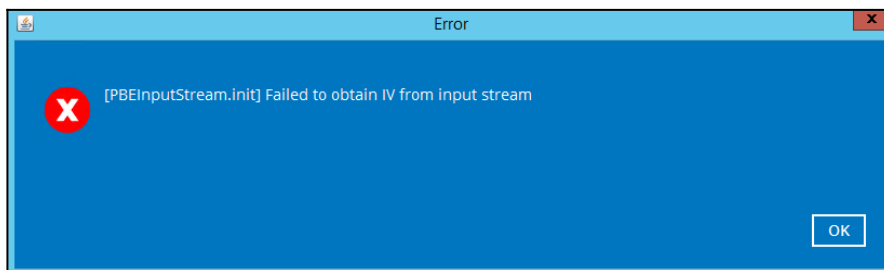 Error
X
[PBEInputStream.init] Failed to obtain IV from input stream
X
OK